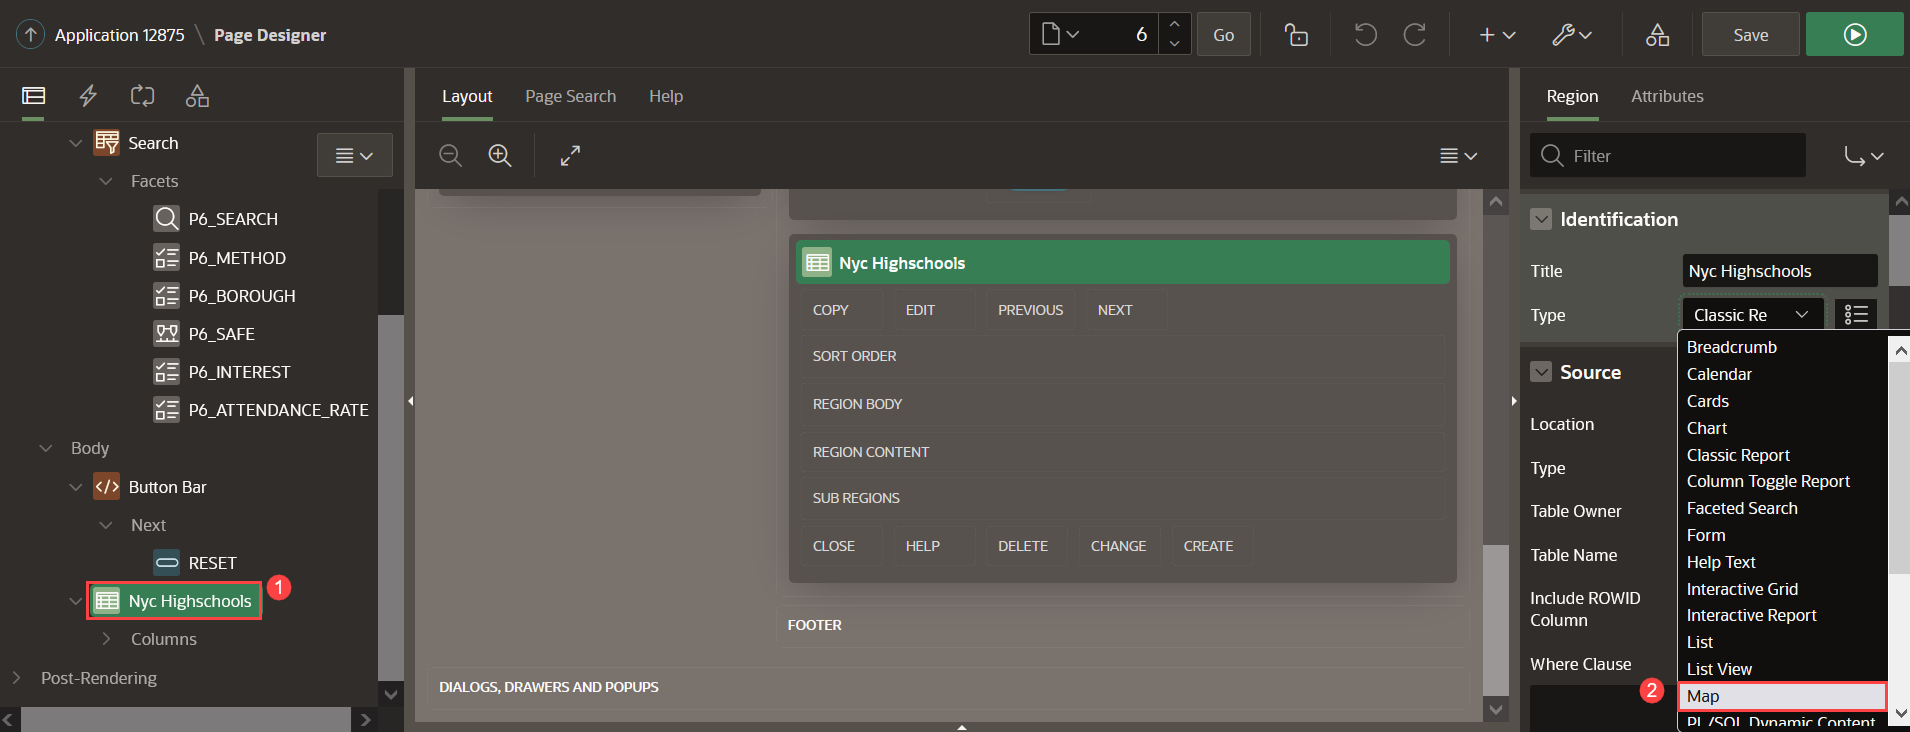 Application 12875 \ Page Designer
6
Go
Save
Layout
Page Search
Help
Region
Attributes
Search
Facets
P6_SEARCH
P6_METHOD
P6_BOROUGH
P6_SAFE
P6_INTEREST
P6_ATTENDANCE_RATE
Body
Button Bar
Next
RESET
Nyc Highschools
1
Columns
Post-Rendering
Nyc Highschools
COPY
EDIT
PREVIOUS
NEXT
SORT ORDER
REGION BODY
REGION CONTENT
SUB REGIONS
CLOSE
HELP
DELETE
CHANGE
CREATE
FOOTER
DIALOGS, DRAWERS AND POPUPS
Filter
Identification
Title
Nyc Highschools
Type
Classic Re
Source
Location
Type
Table Owner
Table Name
Include ROWID
Column
Where Clause
Breadcrumb
Calendar
Cards
Chart
Classic Report
Column Toggle Report
Faceted Search
Form
Help Text
Interactive Grid
Interactive Report
List
List View
2
Map
PL/SQL Dynamic Content